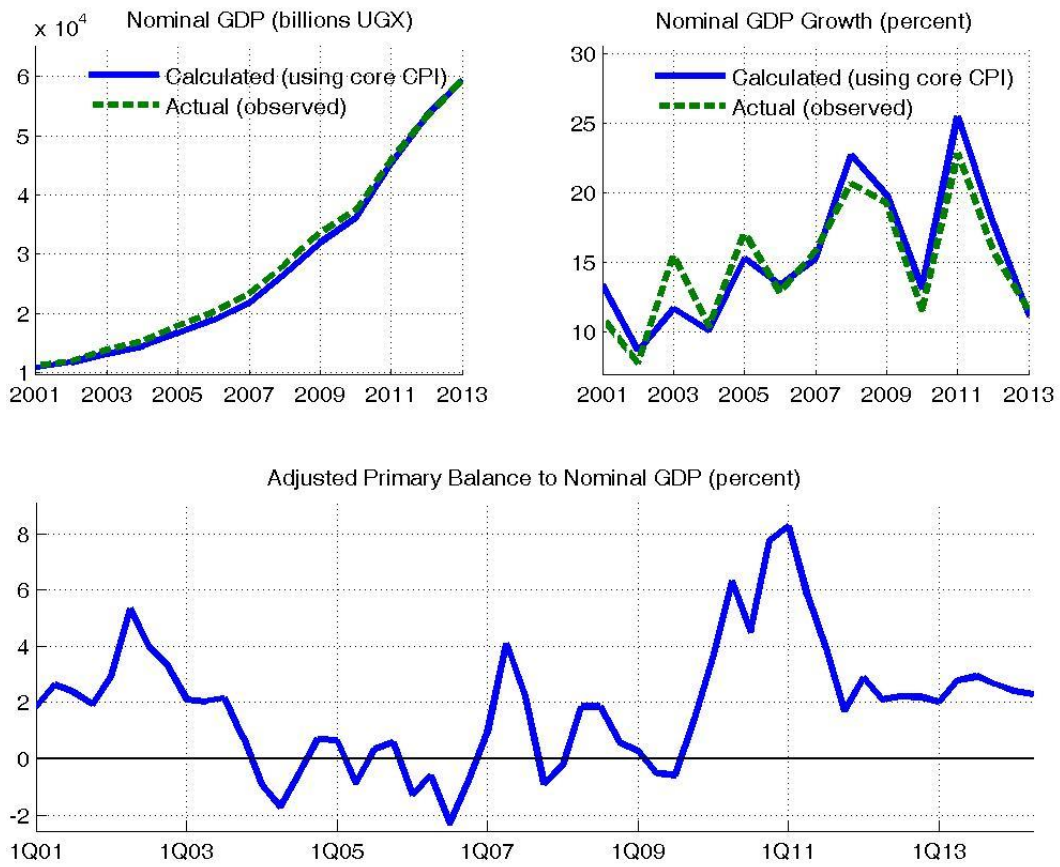 Nominal GDP (billions UGX)
x 10^4
Calculated (using core CPI)
Actual (observed)
6
5
4
3
2
1
2001 2003 2005 2007 2009 2011 2013
Nominal GDP Growth (percent)
30
Calculated (using core CPI)
Actual (observed)
25
20
15
10
2001 2003 2005 2007 2009 2011 2013
Adjusted Primary Balance to Nominal GDP (percent)
8
6
4
2
0
-2
1Q01 1Q03 1Q05 1Q07 1Q09 1Q11 1Q13